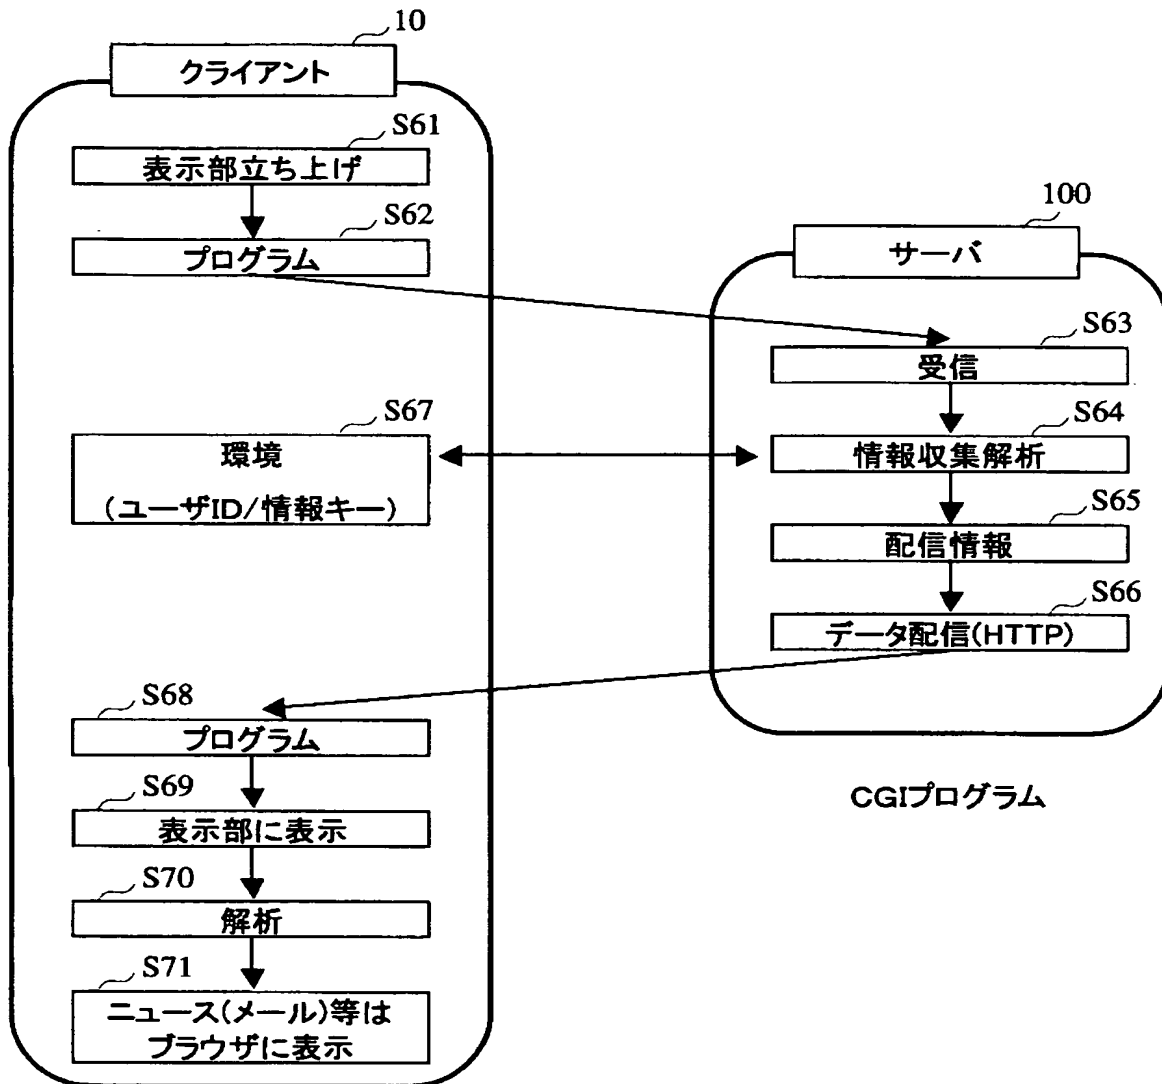 10
クライアント
S61
表示部立ち上げ
S62
プログラム
100
サーバ
S63
受信
S67
環境
(ユーザID/情報キー)
S64
情報収集解析
S65
配信情報
S66
データ配信(HTTP)
S68
プログラム
S69
表示部に表示
S70
解析
S71
ニュース(メール)等は
ブラウザに表示
CGIプログラム